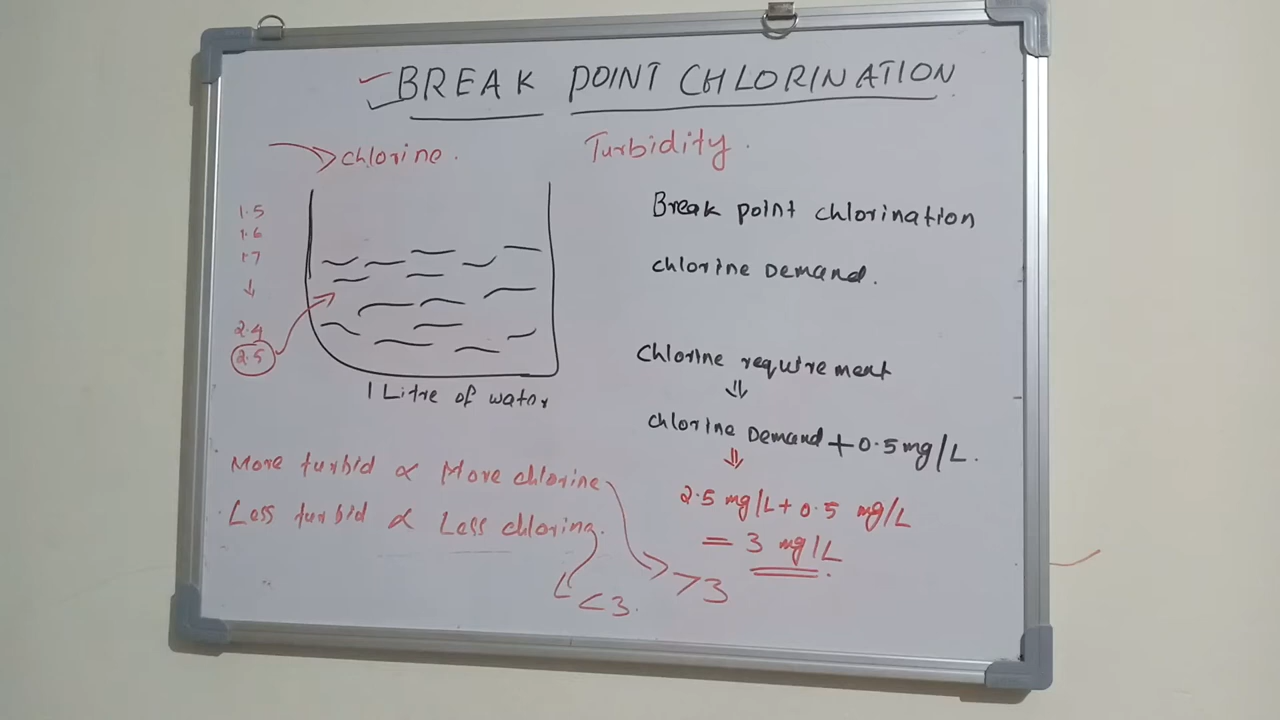 BREAK POINT CHLORINATION
chlorine.
Turbidity.
1.5
1.6
1.7
2.4
2.5
1 Litre of water
Break point chlorination
chlorine Demand.
Chlorine requirement
⇓
chlorine Demand + 0.5 mg/L.
⇓
2.5 mg/L + 0.5 mg/L
= 3 mg/L
More turbid ∝ More chlorine
Less turbid ∝ Less chlorine.
<3.
>3